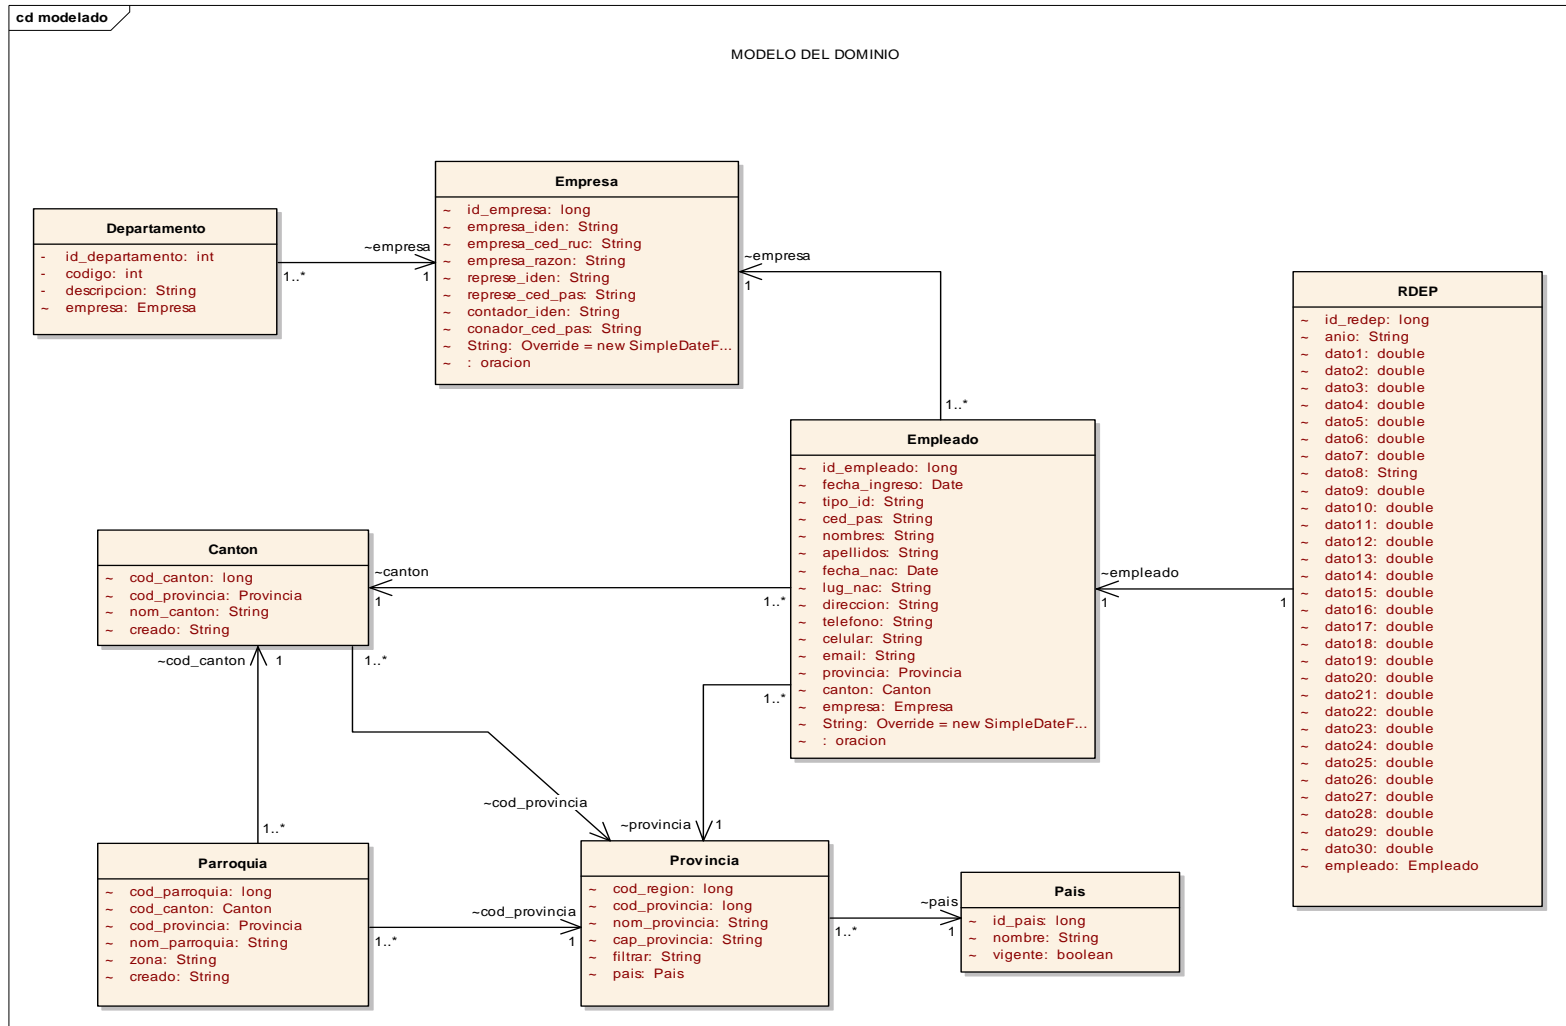 cd modelado
MODELO DEL DOMINIO
Empresa
~ id_empresa: long
~ empresa_iden: String
~ empresa_ced_ruc: String
~ empresa_razon: String
~ represe_iden: String
~ represe_ced_pas: String
~ contador_iden: String
~ conador_ced_pas: String
~ String: Override = new SimpleDateF...
~ : oracion
Departamento
- id_departamento: int
- codigo: int
- descripcion: String
~ empresa: Empresa
~empresa
1..*
1
~empresa
1
1..*
RDEP
~ id_redep: long
~ anio: String
~ dato1: double
~ dato2: double
~ dato3: double
~ dato4: double
~ dato5: double
~ dato6: double
~ dato7: double
~ dato8: String
~ dato9: double
~ dato10: double
~ dato11: double
~ dato12: double
~ dato13: double
~ dato14: double
~ dato15: double
~ dato16: double
~ dato17: double
~ dato18: double
~ dato19: double
~ dato20: double
~ dato21: double
~ dato22: double
~ dato23: double
~ dato24: double
~ dato25: double
~ dato26: double
~ dato27: double
~ dato28: double
~ dato29: double
~ dato30: double
~ empleado: Empleado
Empleado
~ id_empleado: long
~ fecha_ingreso: Date
~ tipo_id: String
~ ced_pas: String
~ nombres: String
~ apellidos: String
~ fecha_nac: Date
~ lug_nac: String
~ direccion: String
~ telefono: String
~ celular: String
~ email: String
~ provincia: Provincia
~ canton: Canton
~ empresa: Empresa
~ String: Override = new SimpleDateF...
~ : oracion
~empleado
1
1
Canton
~ cod_canton: long
~ cod_provincia: Provincia
~ nom_canton: String
~ creado: String
~canton
1
1..*
~cod_canton
1
1..*
1..*
~cod_provincia
1..*
~provincia
1
Parroquia
~ cod_parroquia: long
~ cod_canton: Canton
~ cod_provincia: Provincia
~ nom_parroquia: String
~ zona: String
~ creado: String
~cod_provincia
1..*
1
Provincia
~ cod_region: long
~ cod_provincia: long
~ nom_provincia: String
~ cap_provincia: String
~ filtrar: String
~ pais: Pais
~pais
1..*
1
Pais
~ id_pais: long
~ nombre: String
~ vigente: boolean